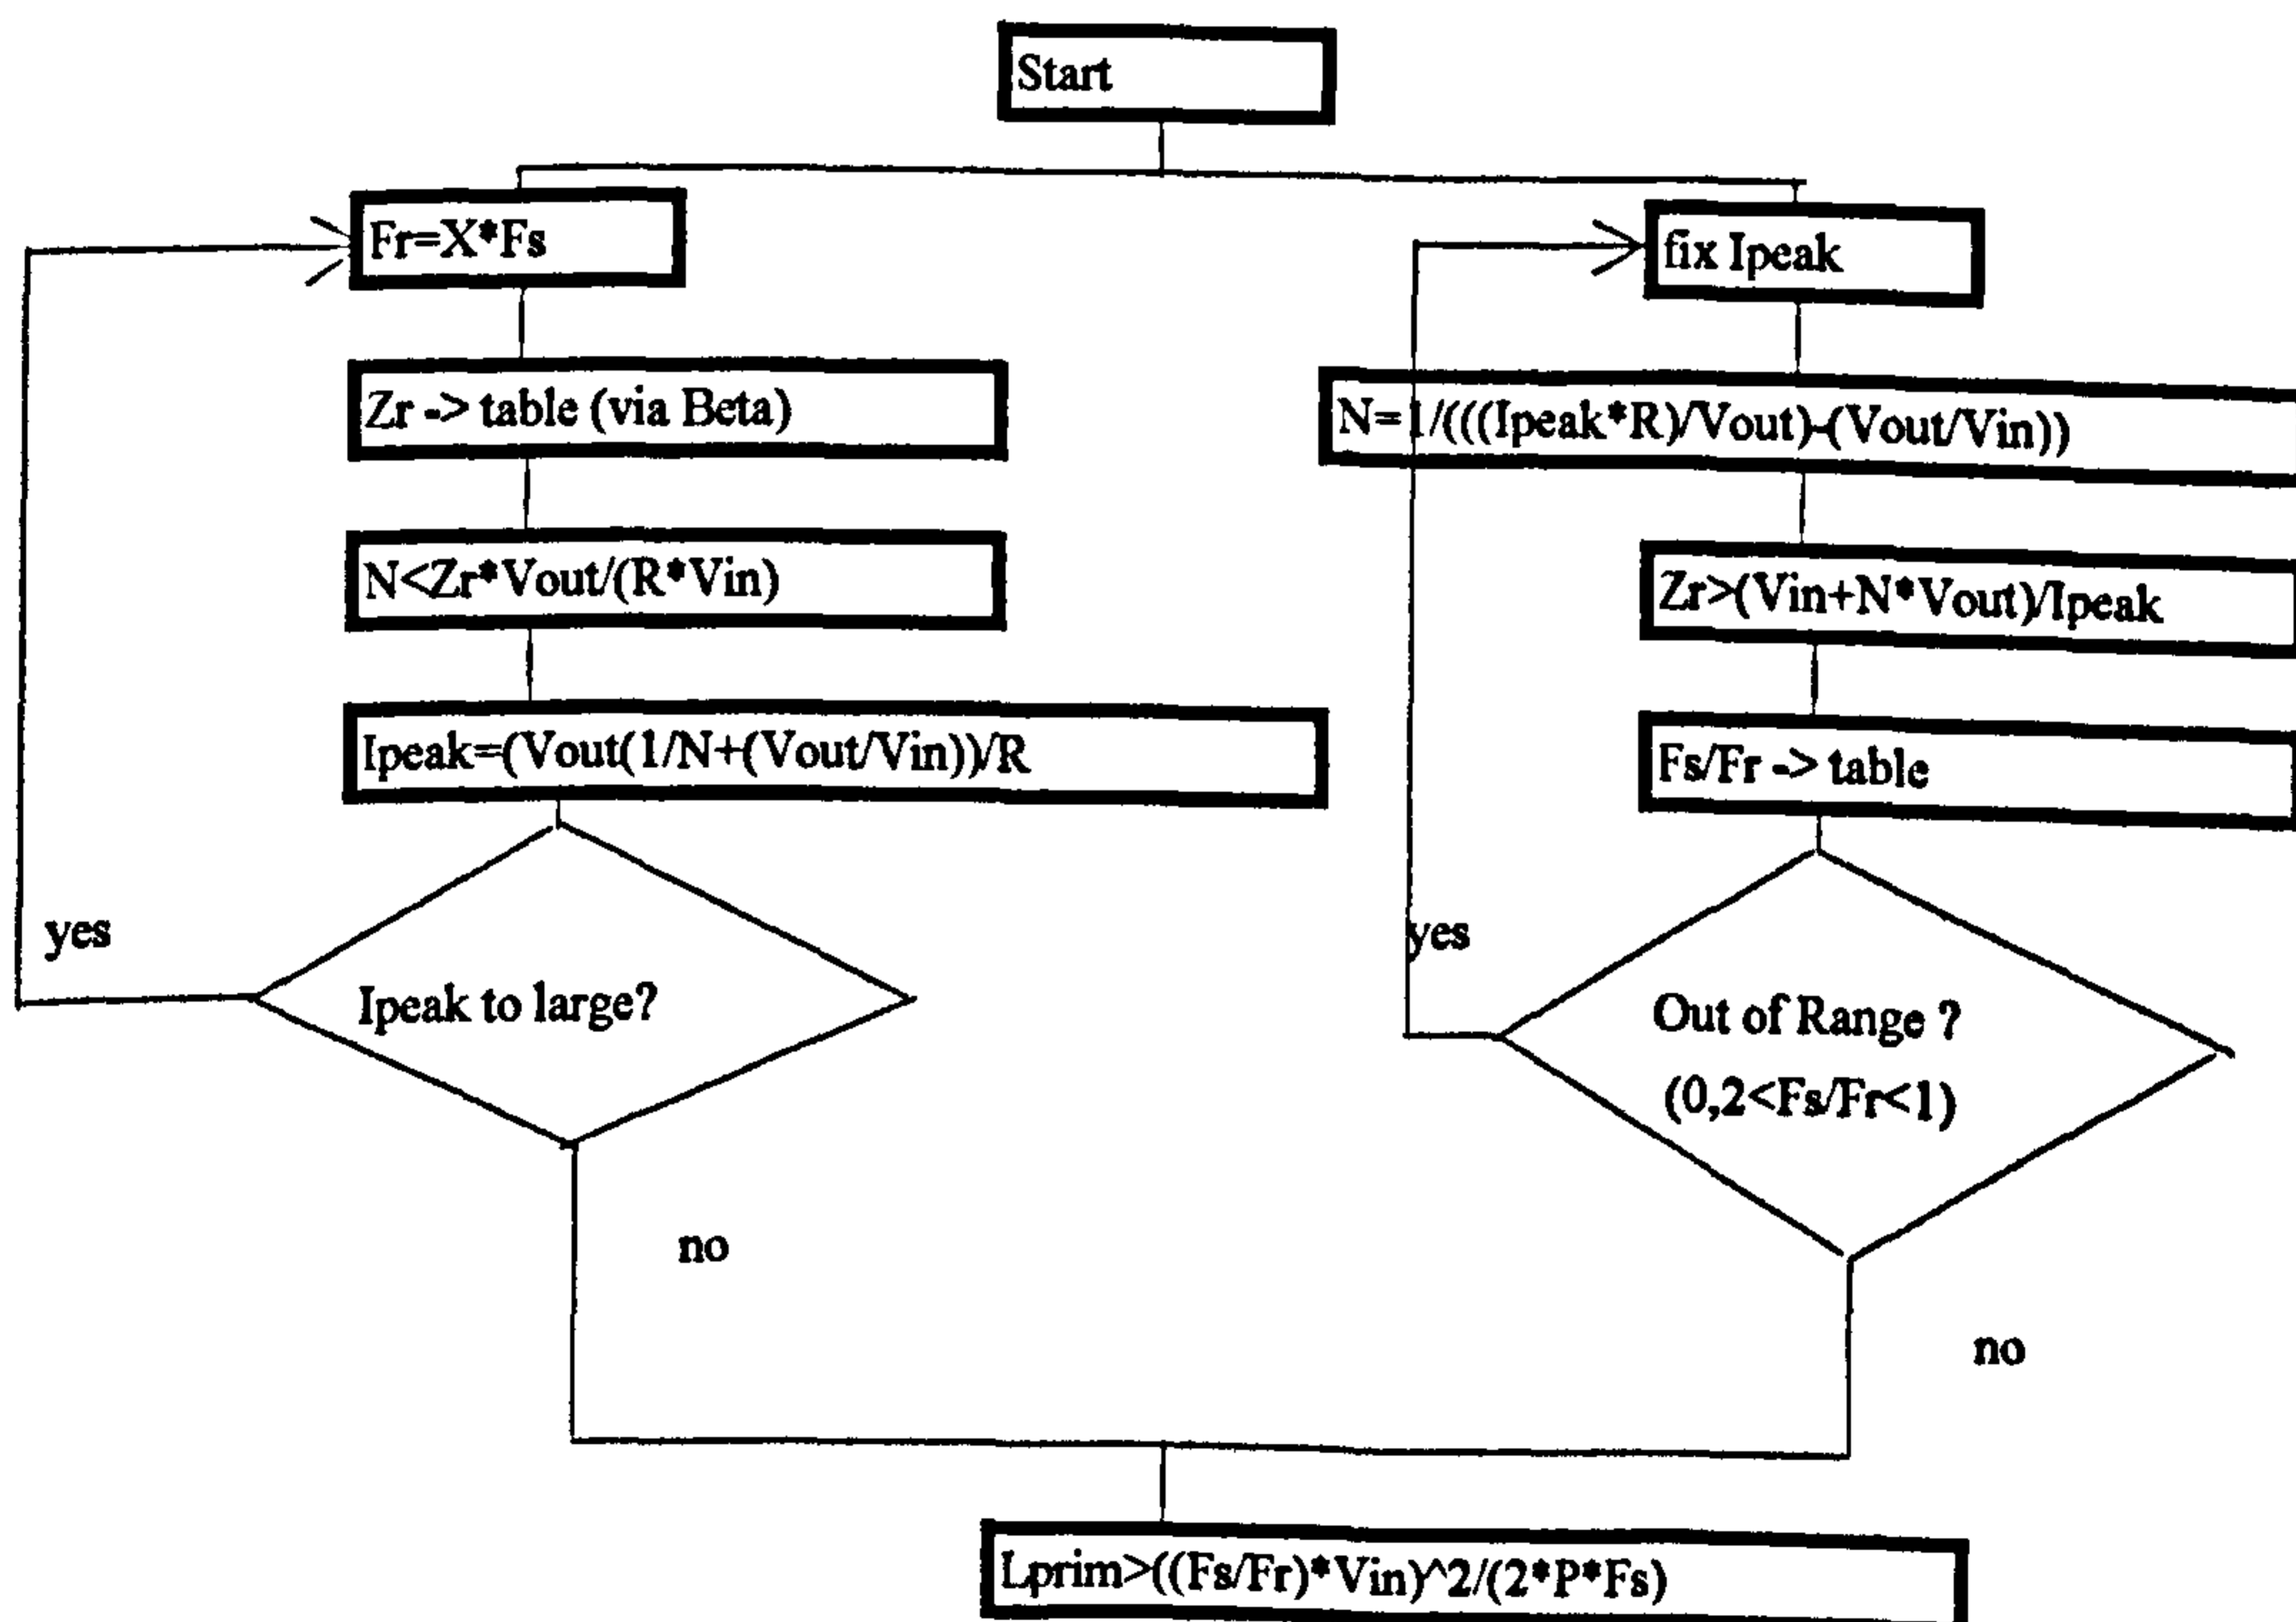 Start
Fr=X*Fs
Zr -> table (via Beta)
N<Zr*Vout/(R*Vin)
Ipeak=(Vout(1/N+(Vout/Vin))/R
yes
Ipeak to large?
no
fix Ipeak
N=1/(((Ipeak*R)/Vout)-(Vout/Vin))
Zr>(Vin+N*Vout)/Ipeak
Fs/Fr -> table
yes
Out of Range ?
(0,2<Fs/Fr<1)
no
Lprim>((Fs/Fr)*Vin)^2/(2*P*Fs)